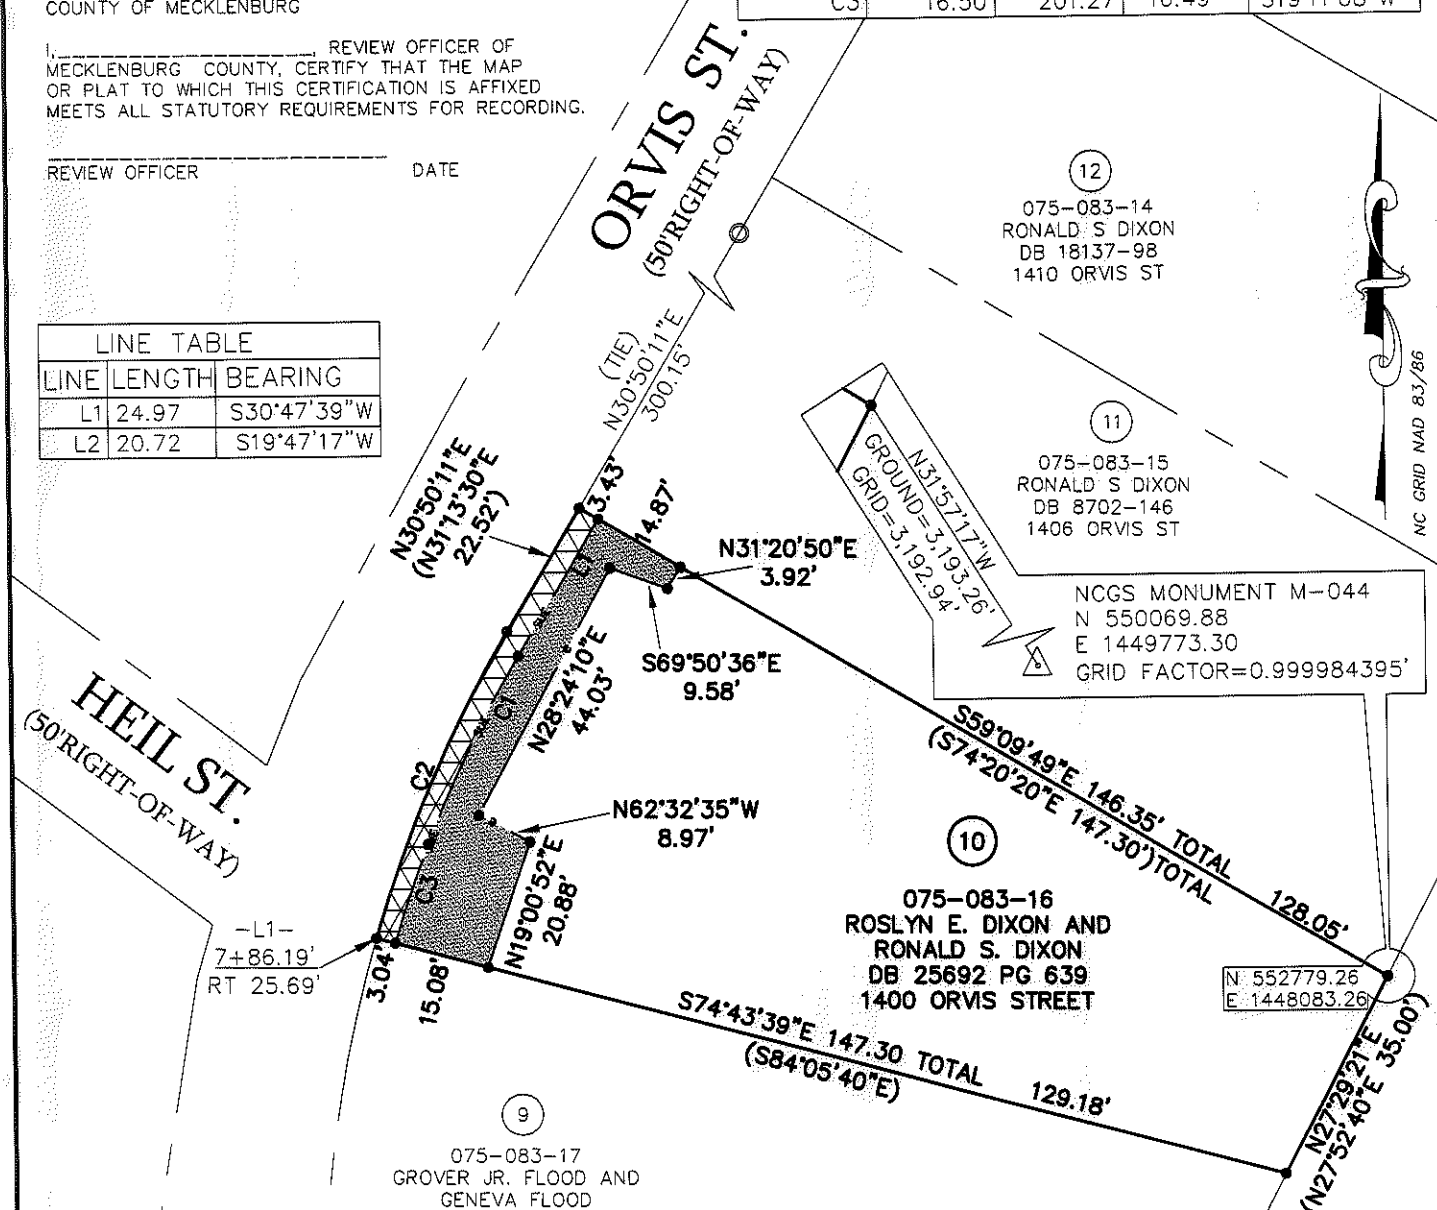 COUNTY OF MECKLENBURG
C3 16.50 201.27 16.49 S19°11'08"W
I,____________________, REVIEW OFFICER OF
MECKLENBURG COUNTY, CERTIFY THAT THE MAP
OR PLAT TO WHICH THIS CERTIFICATION IS AFFIXED
MEETS ALL STATUTORY REQUIREMENTS FOR RECORDING.
REVIEW OFFICER DATE
ORVIS ST.
(50'RIGHT-OF-WAY)
12
075-083-14
RONALD S DIXON
DB 18137-98
1410 ORVIS ST
NC GRID NAD 83/86
LINE TABLE
LINE LENGTH BEARING
L1 24.97 S30°47'39"W
L2 20.72 S19°47'17"W
(TIE)
N30°50'11"E
300.15'
11
075-083-15
RONALD S DIXON
DB 8702-146
1406 ORVIS ST
N31°57'17"W
GROUND=3,193.26'
GRID=3,192.94'
NCGS MONUMENT M-044
N 550069.88
E 1449773.30
GRID FACTOR=0.999984395'
N30°50'11"E
(N31°13'30"E
22.52')
3.43'
14.87'
L1
N31°20'50"E
3.92'
S69°50'36"E
9.58'
N28°24'10"E
44.03'
C1
C2
C3
N62°32'35"W
8.97'
N19°00'52"E
20.88'
HEIL ST.
(50'RIGHT-OF-WAY)
S59°09'49"E 146.35' TOTAL
(S74°20'20"E 147.30')TOTAL
128.05'
10
075-083-16
ROSLYN E. DIXON AND
RONALD S. DIXON
DB 25692 PG 639
1400 ORVIS STREET
N 552779.26
E 1448083.26
-L1-
7+86.19'
RT 25.69'
3.04'
15.08'
S74°43'39"E 147.30 TOTAL
(S84°05'40"E)
129.18'
N27°29'21"E
(N27°52'40"E 35.00')
9
075-083-17
GROVER JR. FLOOD AND
GENEVA FLOOD